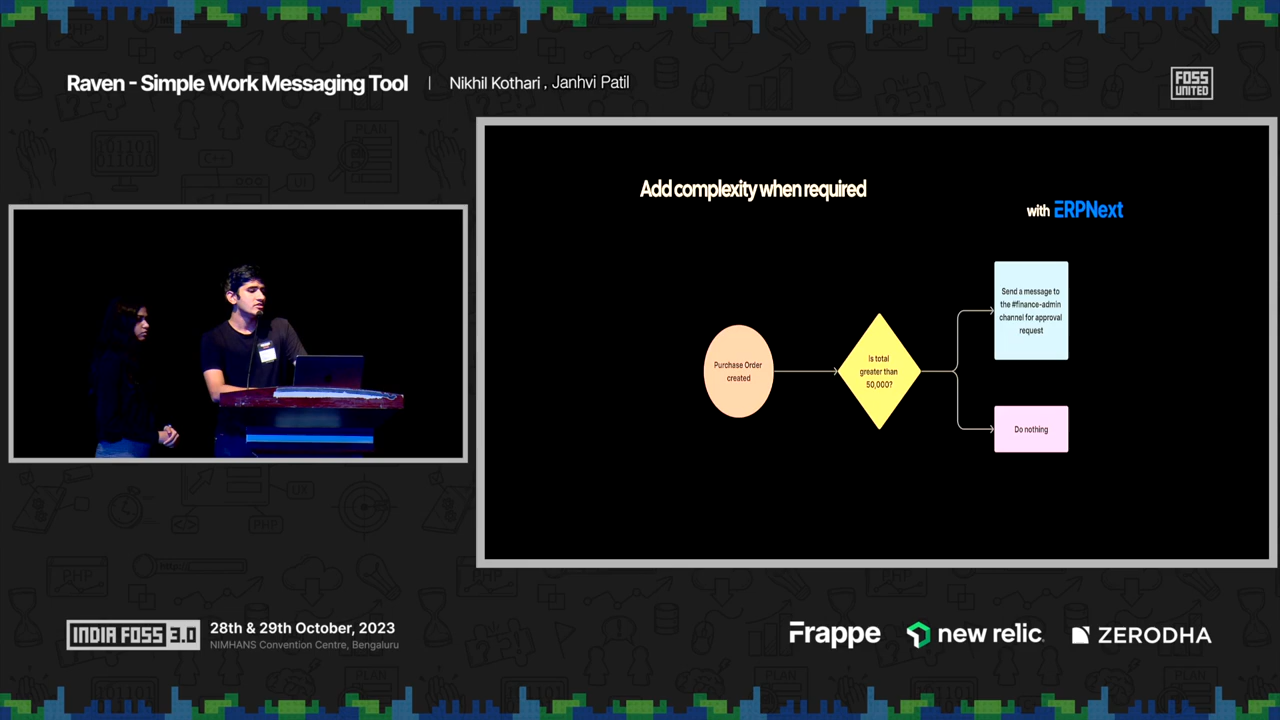 Raven - Simple Work Messaging Tool | Nikhil Kothari , Janhvi Patil
FOSS
UNITED
Add complexity when required
with ERPNext
Purchase Order
created
Is total
greater than
50,000?
Send a message to
the #finance-admin
channel for approval
request
Do nothing
INDIA FOSS 3.0
28th & 29th October, 2023
NIMHANS Convention Centre, Bengaluru
Frappe
new relic
ZERODHA